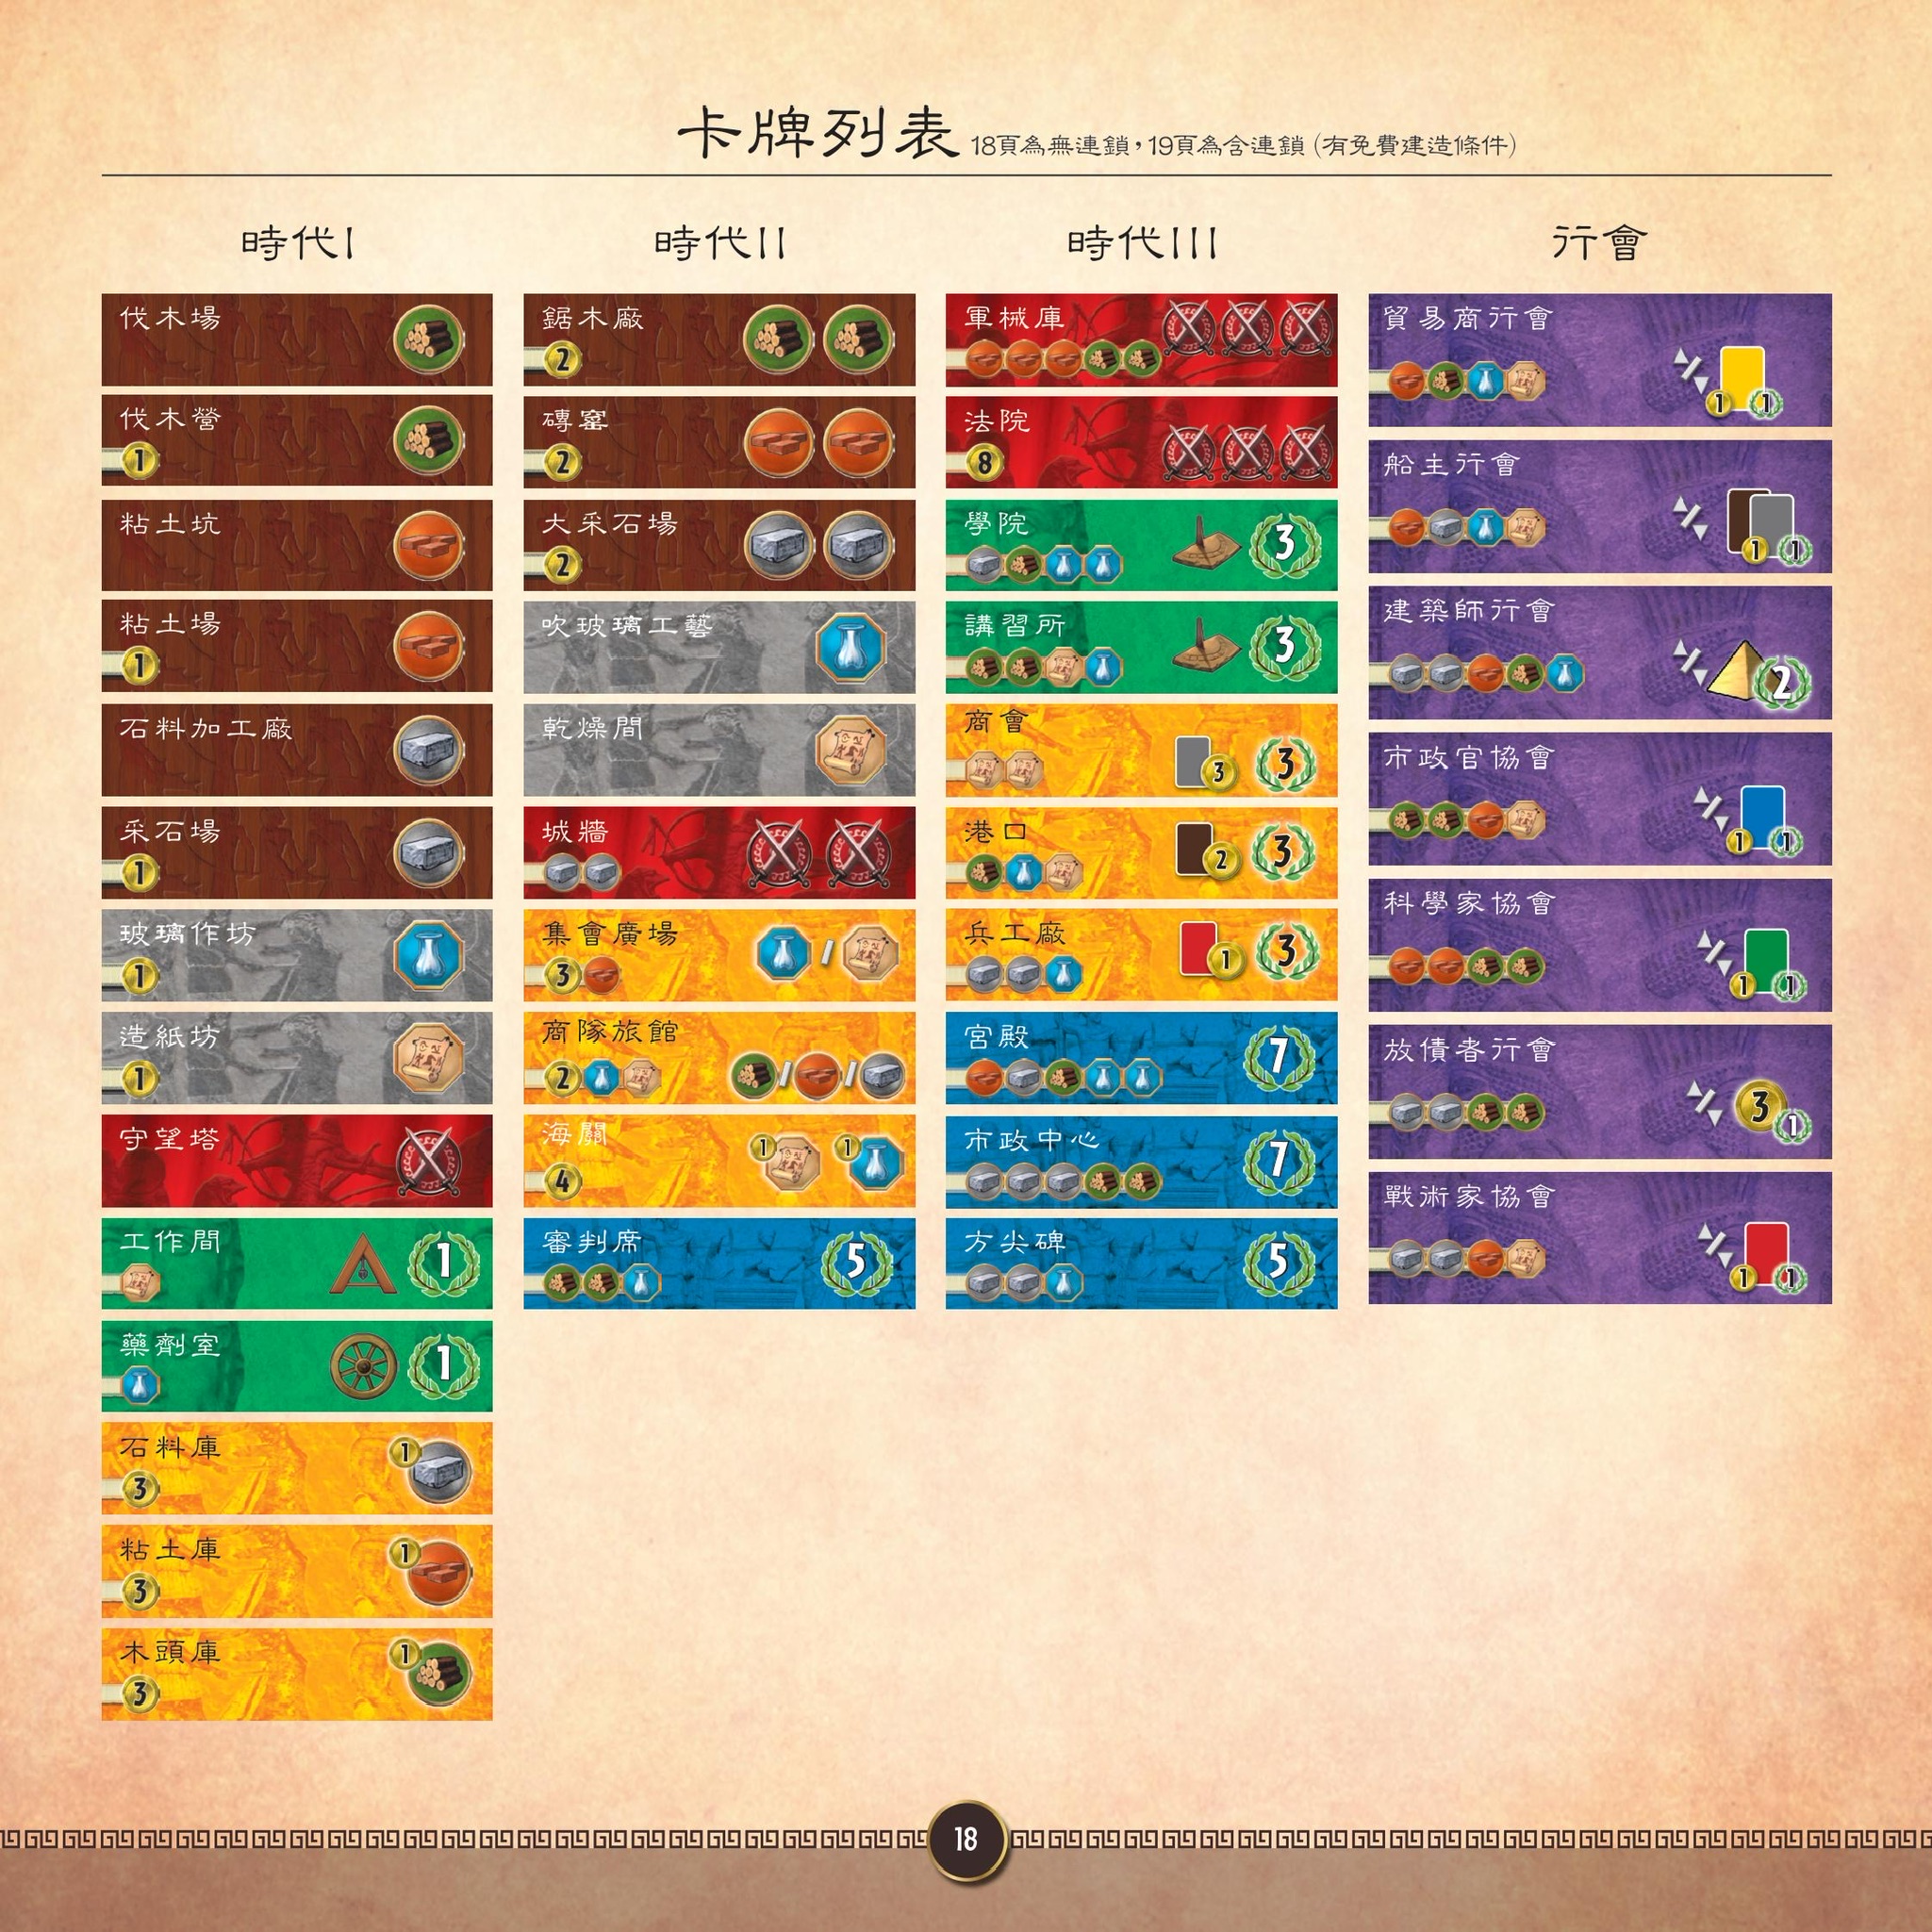 卡牌列表 18頁為無連鎖，19頁為含連鎖 (有免費建造條件)
時代I
伐木場
伐木營
1
粘土坑
粘土場
1
石料加工廠
采石場
1
玻璃作坊
1
造紙坊
1
守望塔
工作間
1
藥劑室
1
石料庫
1
3
粘土庫
1
3
木頭庫
1
3
時代II
鋸木廠
2
磚窰
2
大采石場
2
吹玻璃工藝
乾燥間
城牆
集會廣場
3 /
商隊旅館
2 / /
海關
1 1
4
審判席
5
時代III
軍械庫
法院
8
學院
3
講習所
3
商會
3 3
港口
2 3
兵工廠
1 3
宮殿
7
市政中心
7
方尖碑
5
行會
貿易商行會
1 1
船主行會
1 1
建築師行會
2
市政官協會
1 1
科學家協會
1 1
放債者行會
3 1
戰術家協會
1 1
18